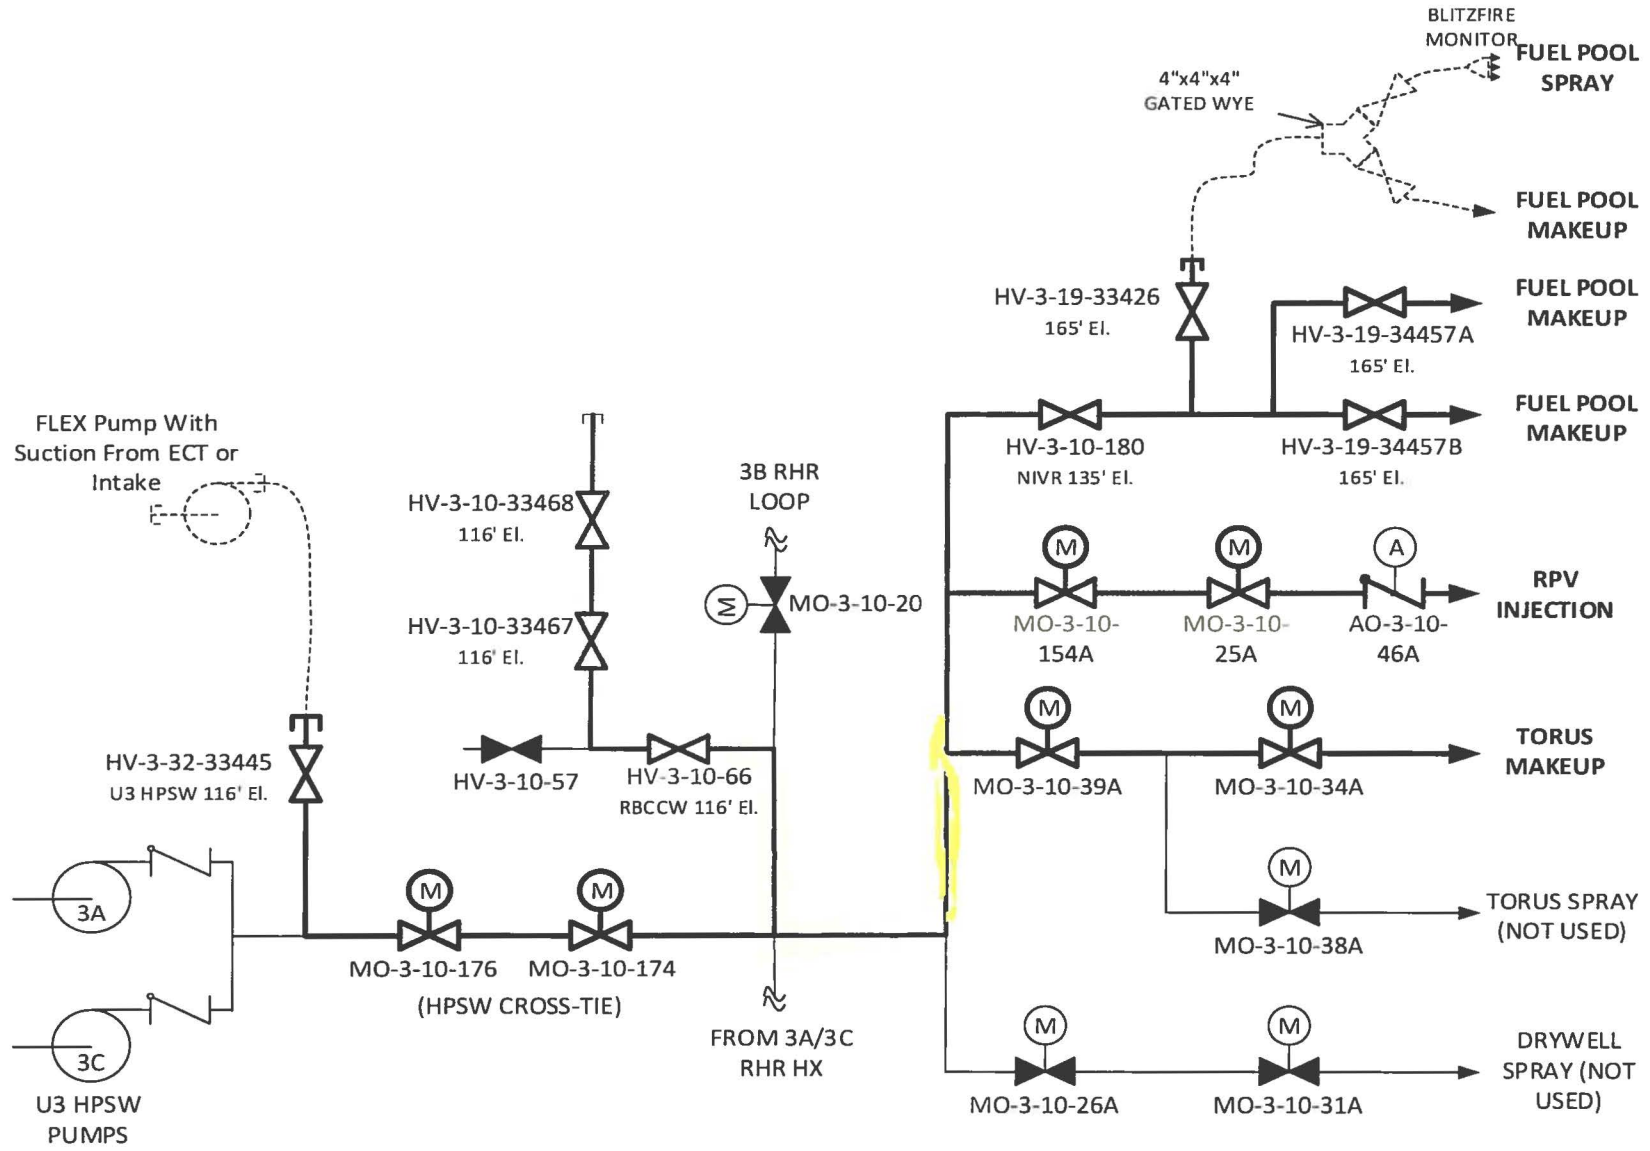 BLITZFIRE
MONITOR
FUEL POOL
SPRAY
4"x4"x4"
GATED WYE
FUEL POOL
MAKEUP
HV-3-19-33426
165' El.
FUEL POOL
MAKEUP
HV-3-19-34457A
165' El.
FLEX Pump With
Suction From ECT or
Intake
HV-3-10-180
NIVR 135' El.
HV-3-19-34457B
165' El.
FUEL POOL
MAKEUP
HV-3-10-33468
116' El.
3B RHR
LOOP
M
MO-3-10-20
M
M
A
RPV
INJECTION
MO-3-10-
154A
MO-3-10-
25A
AO-3-10-
46A
HV-3-10-33467
116' El.
M
M
TORUS
MAKEUP
MO-3-10-39A
MO-3-10-34A
HV-3-32-33445
U3 HPSW 116' El.
HV-3-10-57
HV-3-10-66
RBCCW 116' El.
3A
M
M
MO-3-10-176
MO-3-10-174
(HPSW CROSS-TIE)
M
MO-3-10-38A
TORUS SPRAY
(NOT USED)
3C
U3 HPSW
PUMPS
FROM 3A/3C
RHR HX
M
M
MO-3-10-26A
MO-3-10-31A
DRYWELL
SPRAY (NOT
USED)